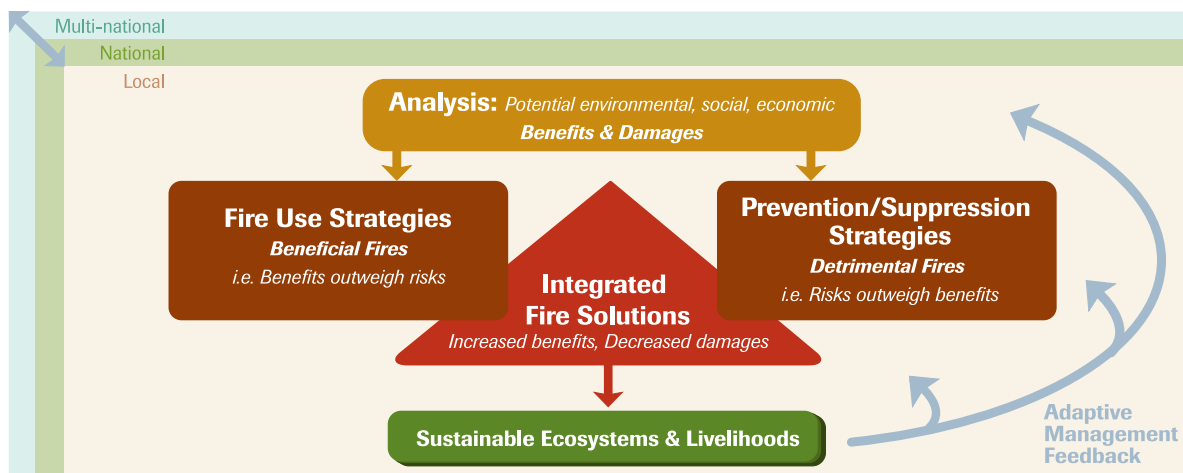 Multi-national
National
Local
Analysis: Potential environmental, social, economic
Benefits & Damages
Fire Use Strategies
Beneficial Fires
i.e. Benefits outweigh risks
Prevention/Suppression
Strategies
Detrimental Fires
i.e. Risks outweigh benefits
Integrated
Fire Solutions
Increased benefits, Decreased damages
Sustainable Ecosystems & Livelihoods
Adaptive
Management
Feedback